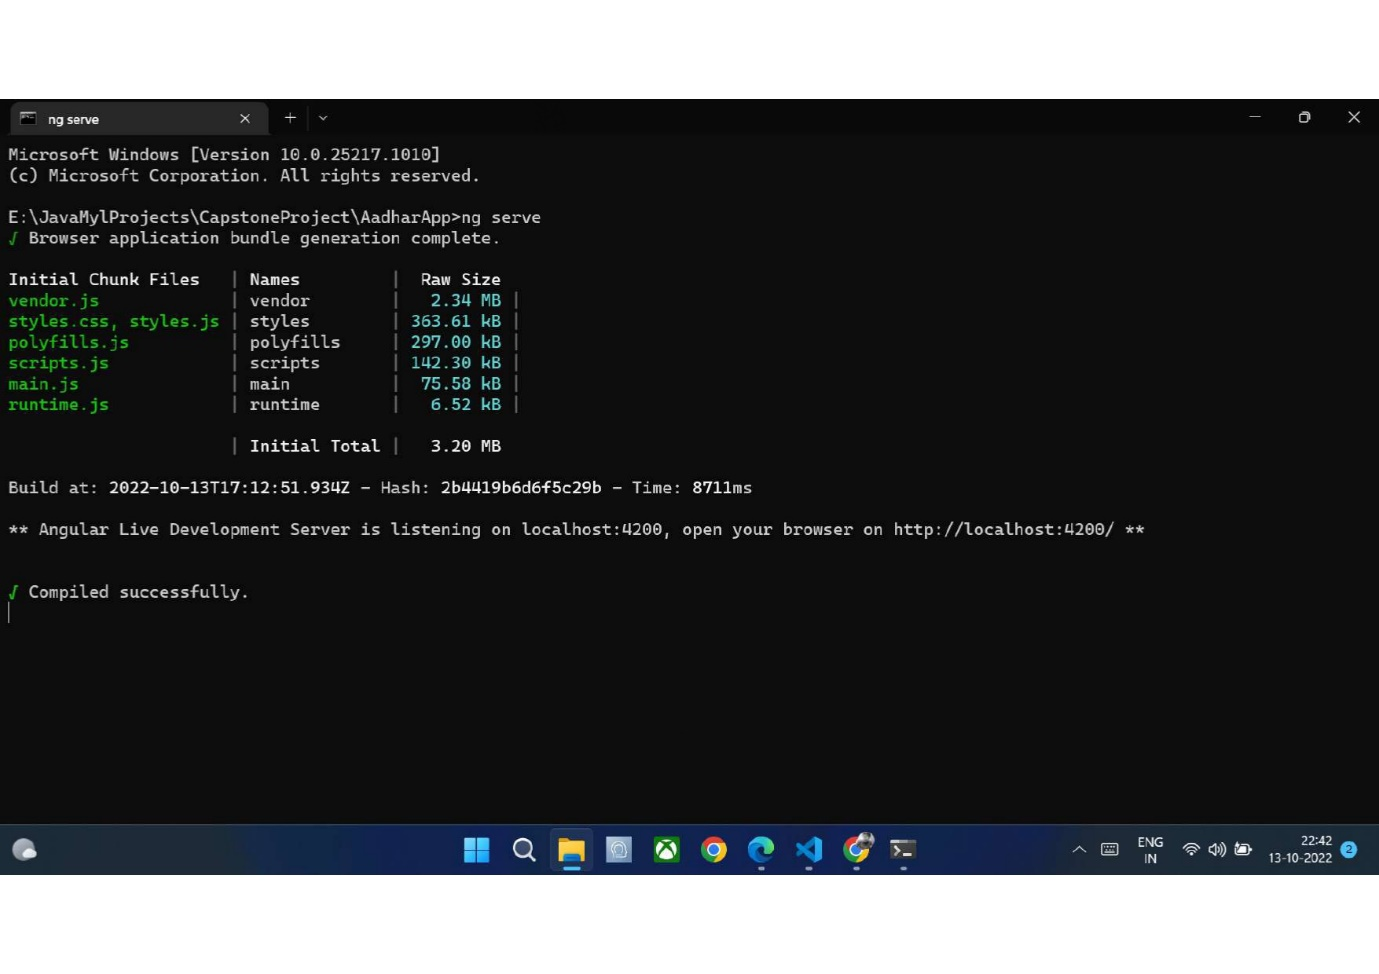 ng serve
Microsoft Windows [Version 10.0.25217.1010]
(c) Microsoft Corporation. All rights reserved.
E:\JavaMylProjects\CapstoneProject\AadharApp>ng serve
√ Browser application bundle generation complete.
Initial Chunk Files | Names | Raw Size
vendor.js | vendor | 2.34 MB |
styles.css, styles.js | styles | 363.61 kB |
polyfills.js | polyfills | 297.00 kB |
scripts.js | scripts | 142.30 kB |
main.js | main | 75.58 kB |
runtime.js | runtime | 6.52 kB |
| Initial Total | 3.20 MB
Build at: 2022-10-13T17:12:51.934Z - Hash: 2b4419b6d6f5c29b - Time: 8711ms
** Angular Live Development Server is listening on localhost:4200, open your browser on http://localhost:4200/ **
√ Compiled successfully.
ENG
IN
22:42
13-10-2022
2